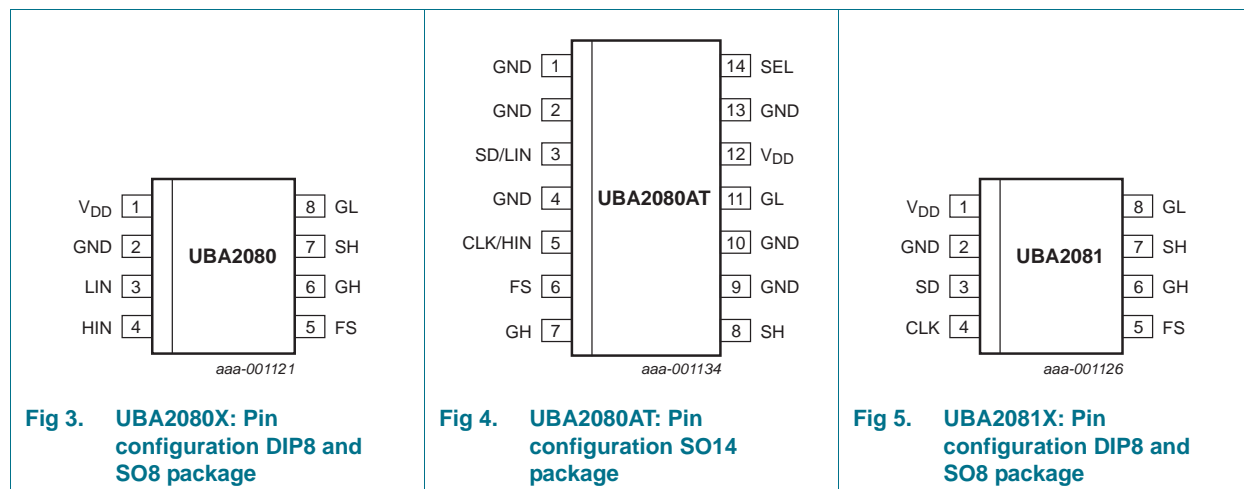 V_DD 1
GND 2
LIN 3
HIN 4
UBA2080
8 GL
7 SH
6 GH
5 FS
aaa-001121
Fig 3. UBA2080X: Pin
configuration DIP8 and
SO8 package
GND 1
GND 2
SD/LIN 3
GND 4
CLK/HIN 5
FS 6
GH 7
UBA2080AT
14 SEL
13 GND
12 V_DD
11 GL
10 GND
9 GND
8 SH
aaa-001134
Fig 4. UBA2080AT: Pin
configuration SO14
package
V_DD 1
GND 2
SD 3
CLK 4
UBA2081
8 GL
7 SH
6 GH
5 FS
aaa-001126
Fig 5. UBA2081X: Pin
configuration DIP8 and
SO8 package